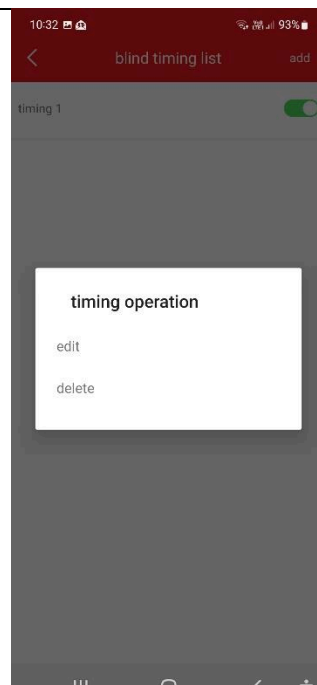 10:32 93%
blind timing list add
timing 1
timing operation
edit
delete